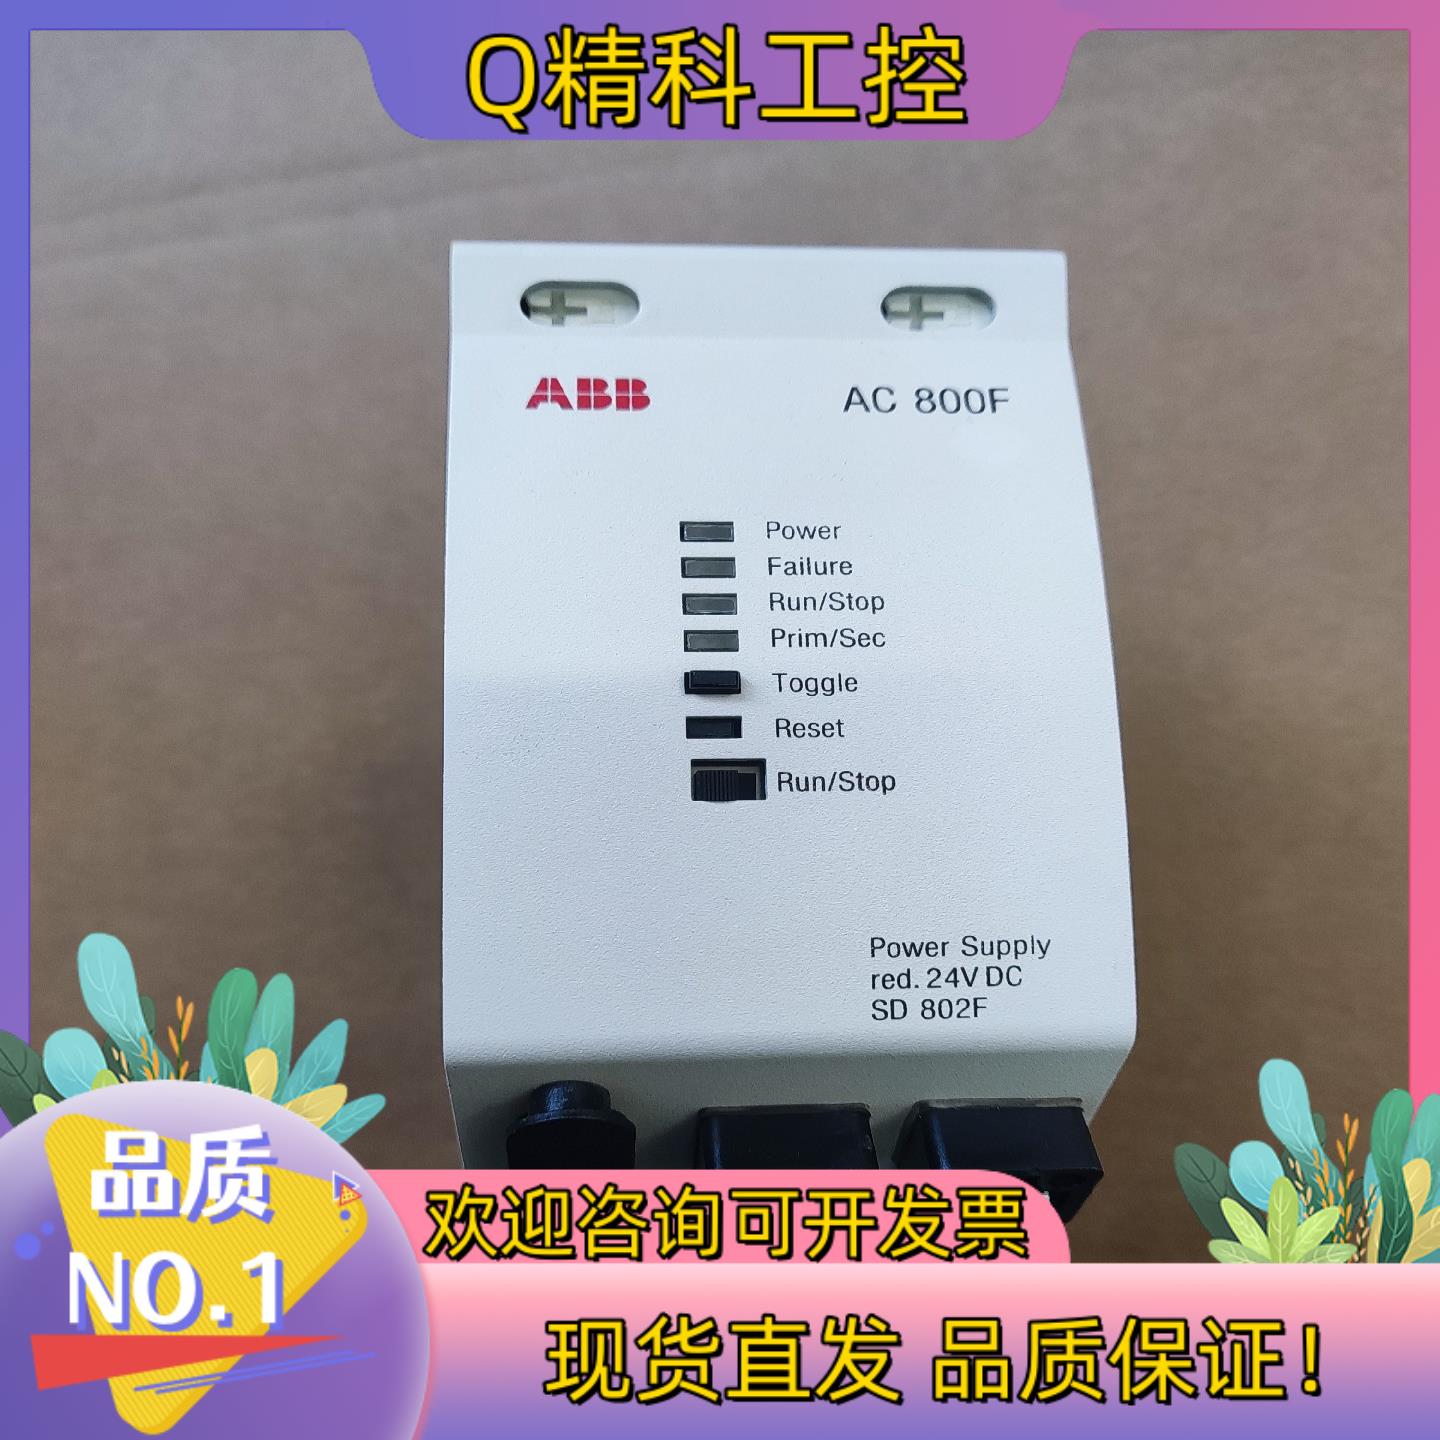 Q精科工控
ABB
AC 800F
Power
Failure
Run/Stop
Prim/Sec
Toggle
Reset
Run/Stop
Power Supply
red. 24V DC
SD 802F
品质
NO.1
欢迎咨询可开发票
现货直发 品质保证!